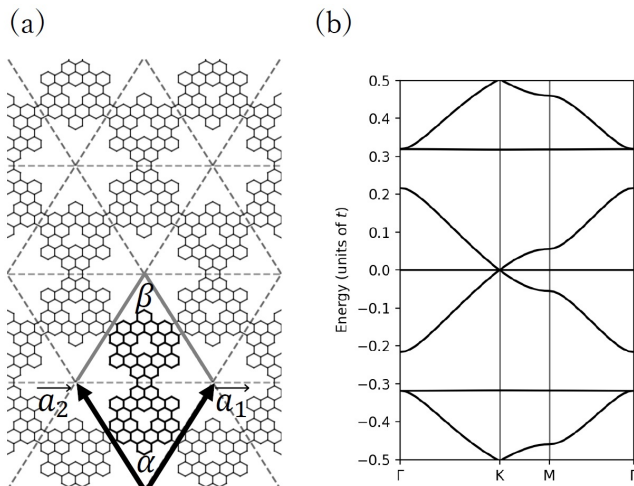 (a)
(b)
β
a₂
a₁
α
Energy (units of t)
0.5
0.4
0.3
0.2
0.1
0.0
−0.1
−0.2
−0.3
−0.4
−0.5
Γ K M Γ